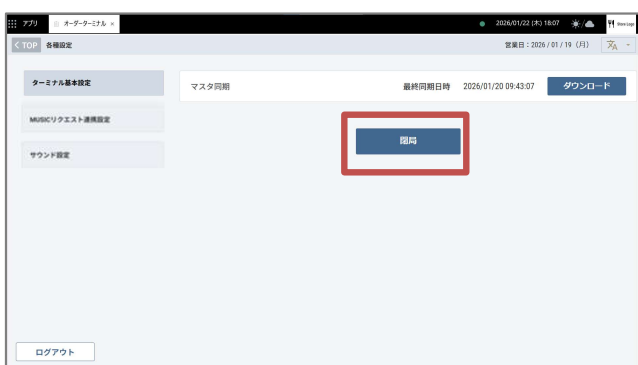 アプリ オーダーターミナル × 2026/01/22 (木) 18:07 Store Logo
< TOP 各種設定 営業日：2026 / 01 / 19（月）
ターミナル基本設定
マスタ同期 最終同期日時 2026/01/20 09:43:07 ダウンロード
MUSICリクエスト連携設定
閉局
サウンド設定
ログアウト